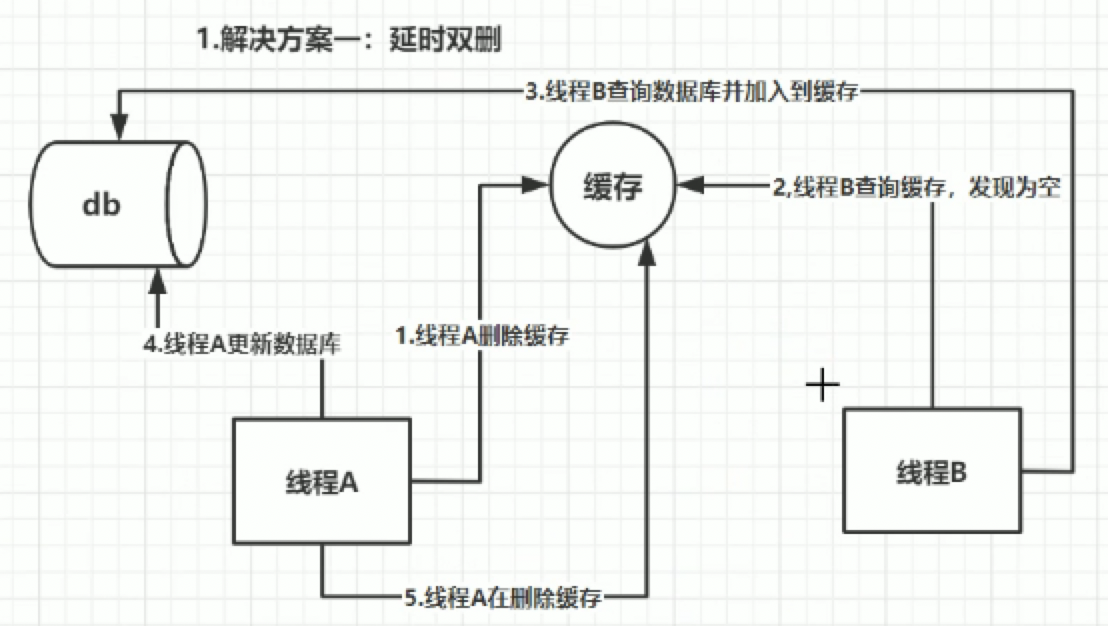 1.解决方案一：延时双删
3.线程B查询数据库并加入到缓存
db
缓存
2,线程B查询缓存，发现为空
4.线程A更新数据库
1.线程A删除缓存
线程A
线程B
5.线程A在删除缓存